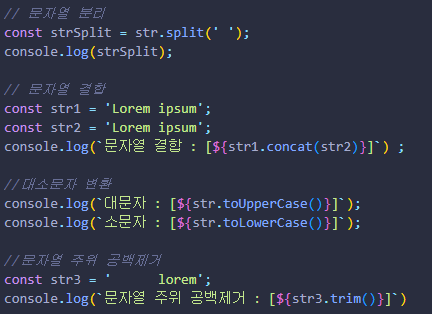 // 문자열 분리
const strSplit = str.split(' ');
console.log(strSplit);
// 문자열 결합
const str1 = 'Lorem ipsum';
const str2 = 'Lorem ipsum';
console.log(`문자열 결합 : [${str1.concat(str2)}]`) ;
//대소문자 변환
console.log(`대문자 : [${str.toUpperCase()}]`);
console.log(`소문자 : [${str.toLowerCase()}]`);
//문자열 주위 공백제거
const str3 = '      lorem';
console.log(`문자열 주위 공백제거 : [${str3.trim()}]`)